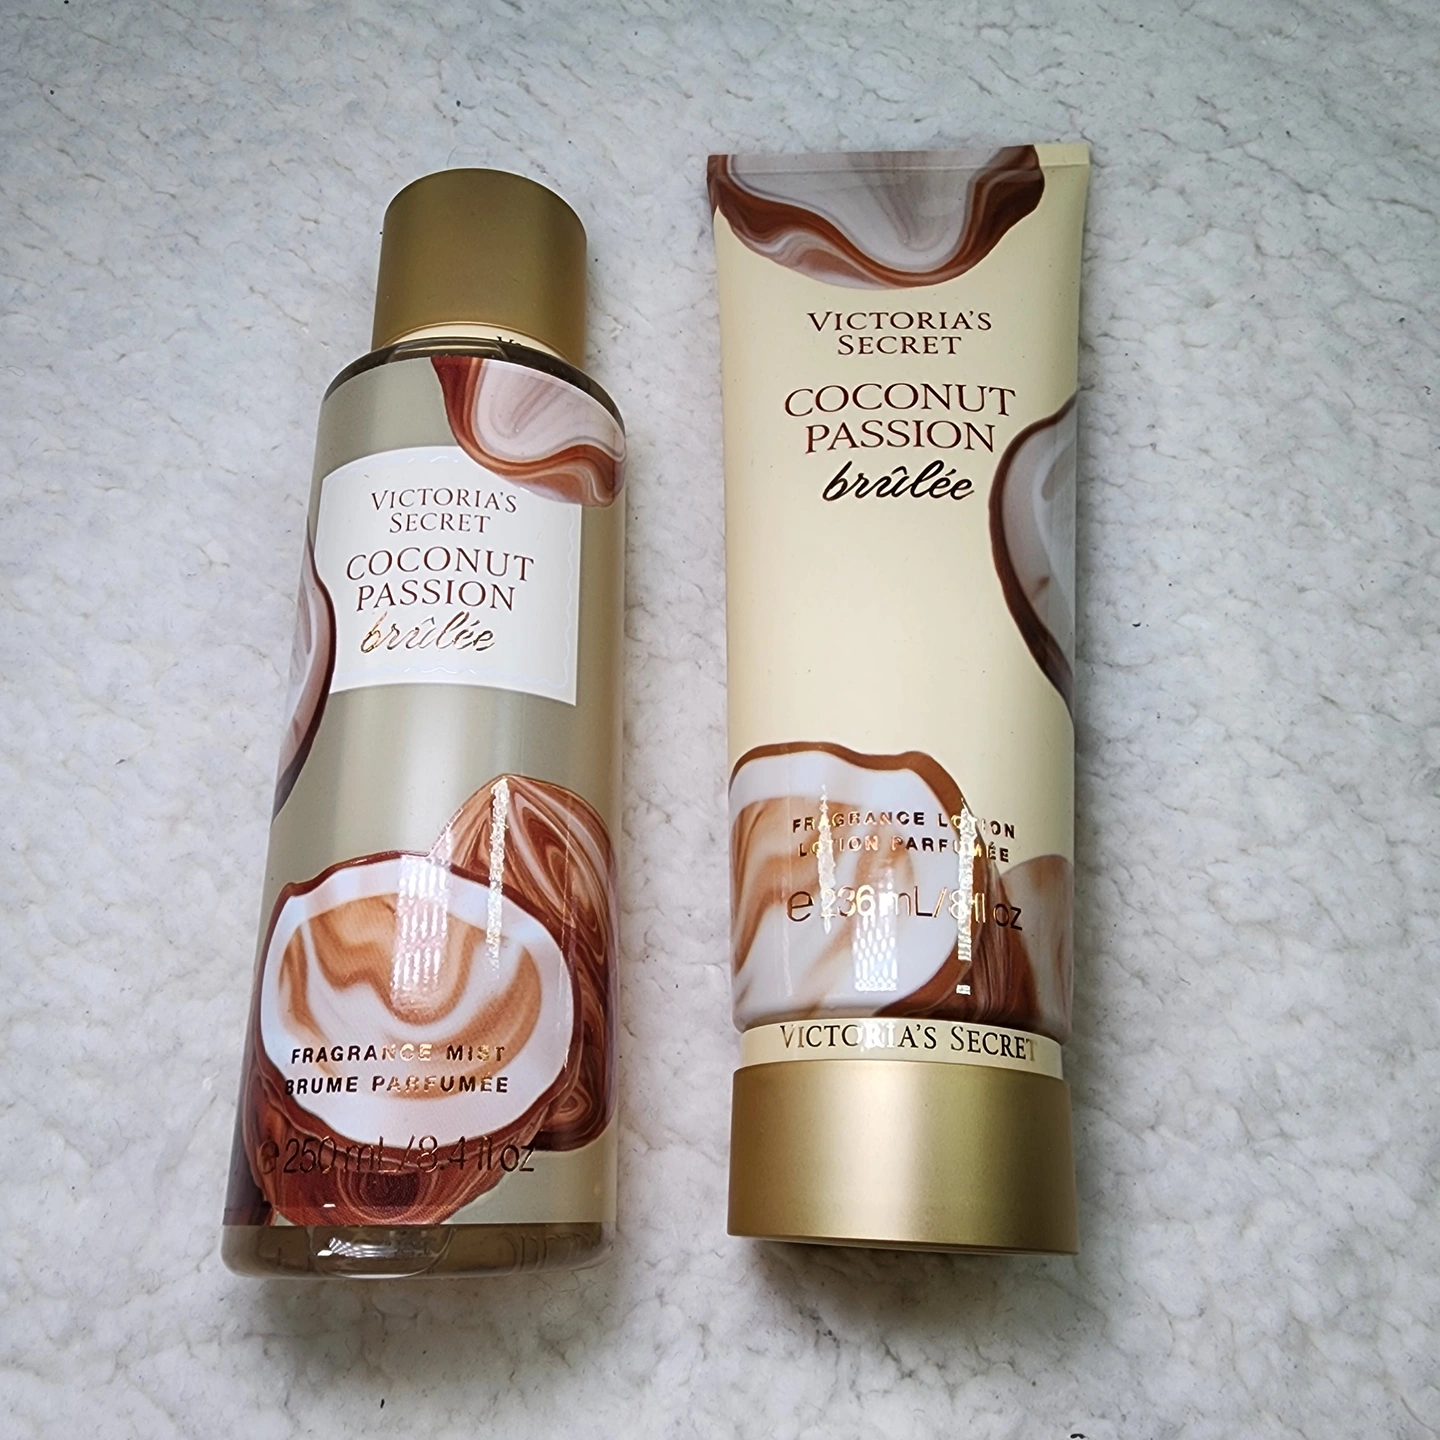 VICTORIA'S
SECRET
COCONUT
PASSION
brûlée
FRAGRANCE MIST
BRUME PARFUMÉE
e 250 mL / 8.4 fl oz
VICTORIA'S
SECRET
COCONUT
PASSION
brûlée
FRAGRANCE LOTION
LOTION PARFUMÉE
e 236 mL / 8 fl oz
VICTORIA'S SECRET